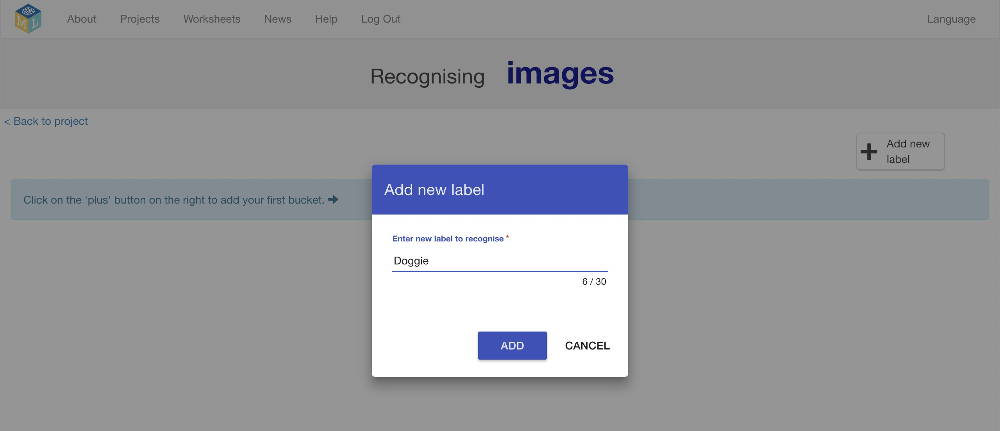 M L
About Projects Worksheets News Help Log Out Language
Recognising images
< Back to project
Add new
label
Click on the 'plus' button on the right to add your first bucket.
Add new label
Enter new label to recognise *
Doggie
6 / 30
ADD CANCEL